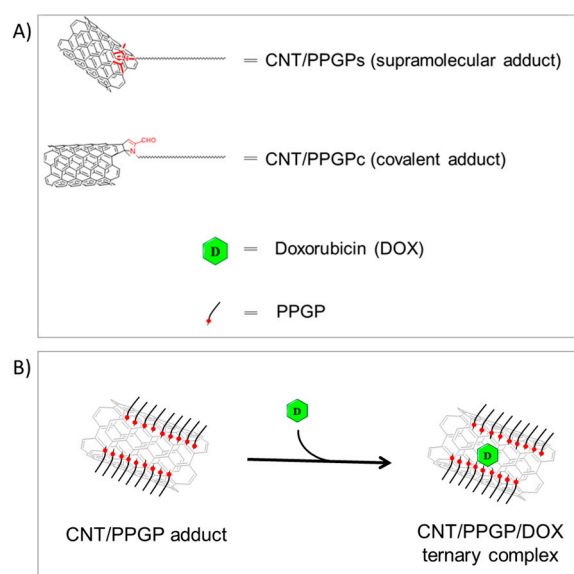 A)
= CNT/PPGPs (supramolecular adduct)
CHO
N
= CNT/PPGPc (covalent adduct)
D = Doxorubicin (DOX)
= PPGP
B)
D
D
CNT/PPGP adduct
CNT/PPGP/DOX
ternary complex